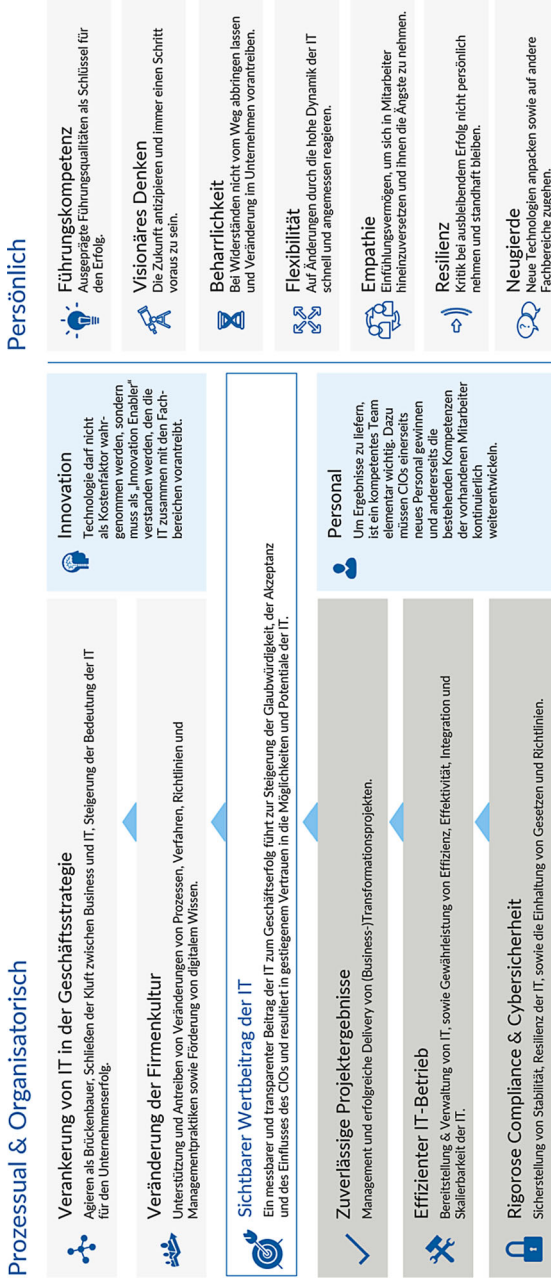 Prozessual & Organisatorisch
Verankerung von IT in der Geschäftsstrategie
Agieren als Brückenbauer, Schließen der Kluft zwischen Business und IT, Steigerung der Bedeutung der IT
für den Unternehmenserfolg.
Veränderung der Firmenkultur
Unterstützung und Antreiben von Veränderungen von Prozessen, Verfahren, Richtlinien und
Managementpraktiken sowie Förderung von digitalem Wissen.
Innovation
Technologie darf nicht
als Kostenfaktor wahr-
genommen werden, sondern
muss als „Innovation Enabler”
verstanden werden, den die
IT zusammen mit den Fach-
bereichen vorantreibt.
Sichtbarer Wertbeitrag der IT
Ein messbarer und transparenter Beitrag der IT zum Geschäftserfolg führt zur Steigerung der Glaubwürdigkeit, der Akzeptanz
und des Einflusses des CIOs und resultiert in gestiegenem Vertrauen in die Möglichkeiten und Potentiale der IT.
Zuverlässige Projektergebnisse
Management und erfolgreiche Delivery von (Business-)Transformationsprojekten.
Effizienter IT-Betrieb
Bereitstellung & Verwaltung von IT, sowie Gewährleistung von Effizienz, Effektivität, Integration und
Skalierbarkeit der IT.
Rigorose Compliance & Cybersicherheit
Sicherstellung von Stabilität, Resilienz der IT, sowie die Einhaltung von Gesetzen und Richtlinien.
Personal
Um Ergebnisse zu liefern,
ist ein kompetentes Team
elementar wichtig. Dazu
müssen CIOs einerseits
neues Personal gewinnen
und andererseits die
bestehenden Kompetenzen
der vorhandenen Mitarbeiter
kontinuierlich
weiterentwickeln.
Persönlich
Führungskompetenz
Ausgeprägte Führungsqualitäten als Schlüssel für
den Erfolg.
Visionäres Denken
Die Zukunft antizipieren und immer einen Schritt
voraus zu sein.
Beharrlichkeit
Bei Widerständen nicht vom Weg abbringen lassen
und Veränderung im Unternehmen vorantreiben.
Flexibilität
Auf Änderungen durch die hohe Dynamik der IT
schnell und angemessen reagieren.
Empathie
Einfühlungsvermögen, um sich in Mitarbeiter
hineinzuversetzen und ihnen die Ängste zu nehmen.
Resilienz
Kritik bei ausbleibendem Erfolg nicht persönlich
nehmen und standhaft bleiben.
Neugierde
Neue Technologien anpacken sowie auf andere
Fachbereiche zugehen.